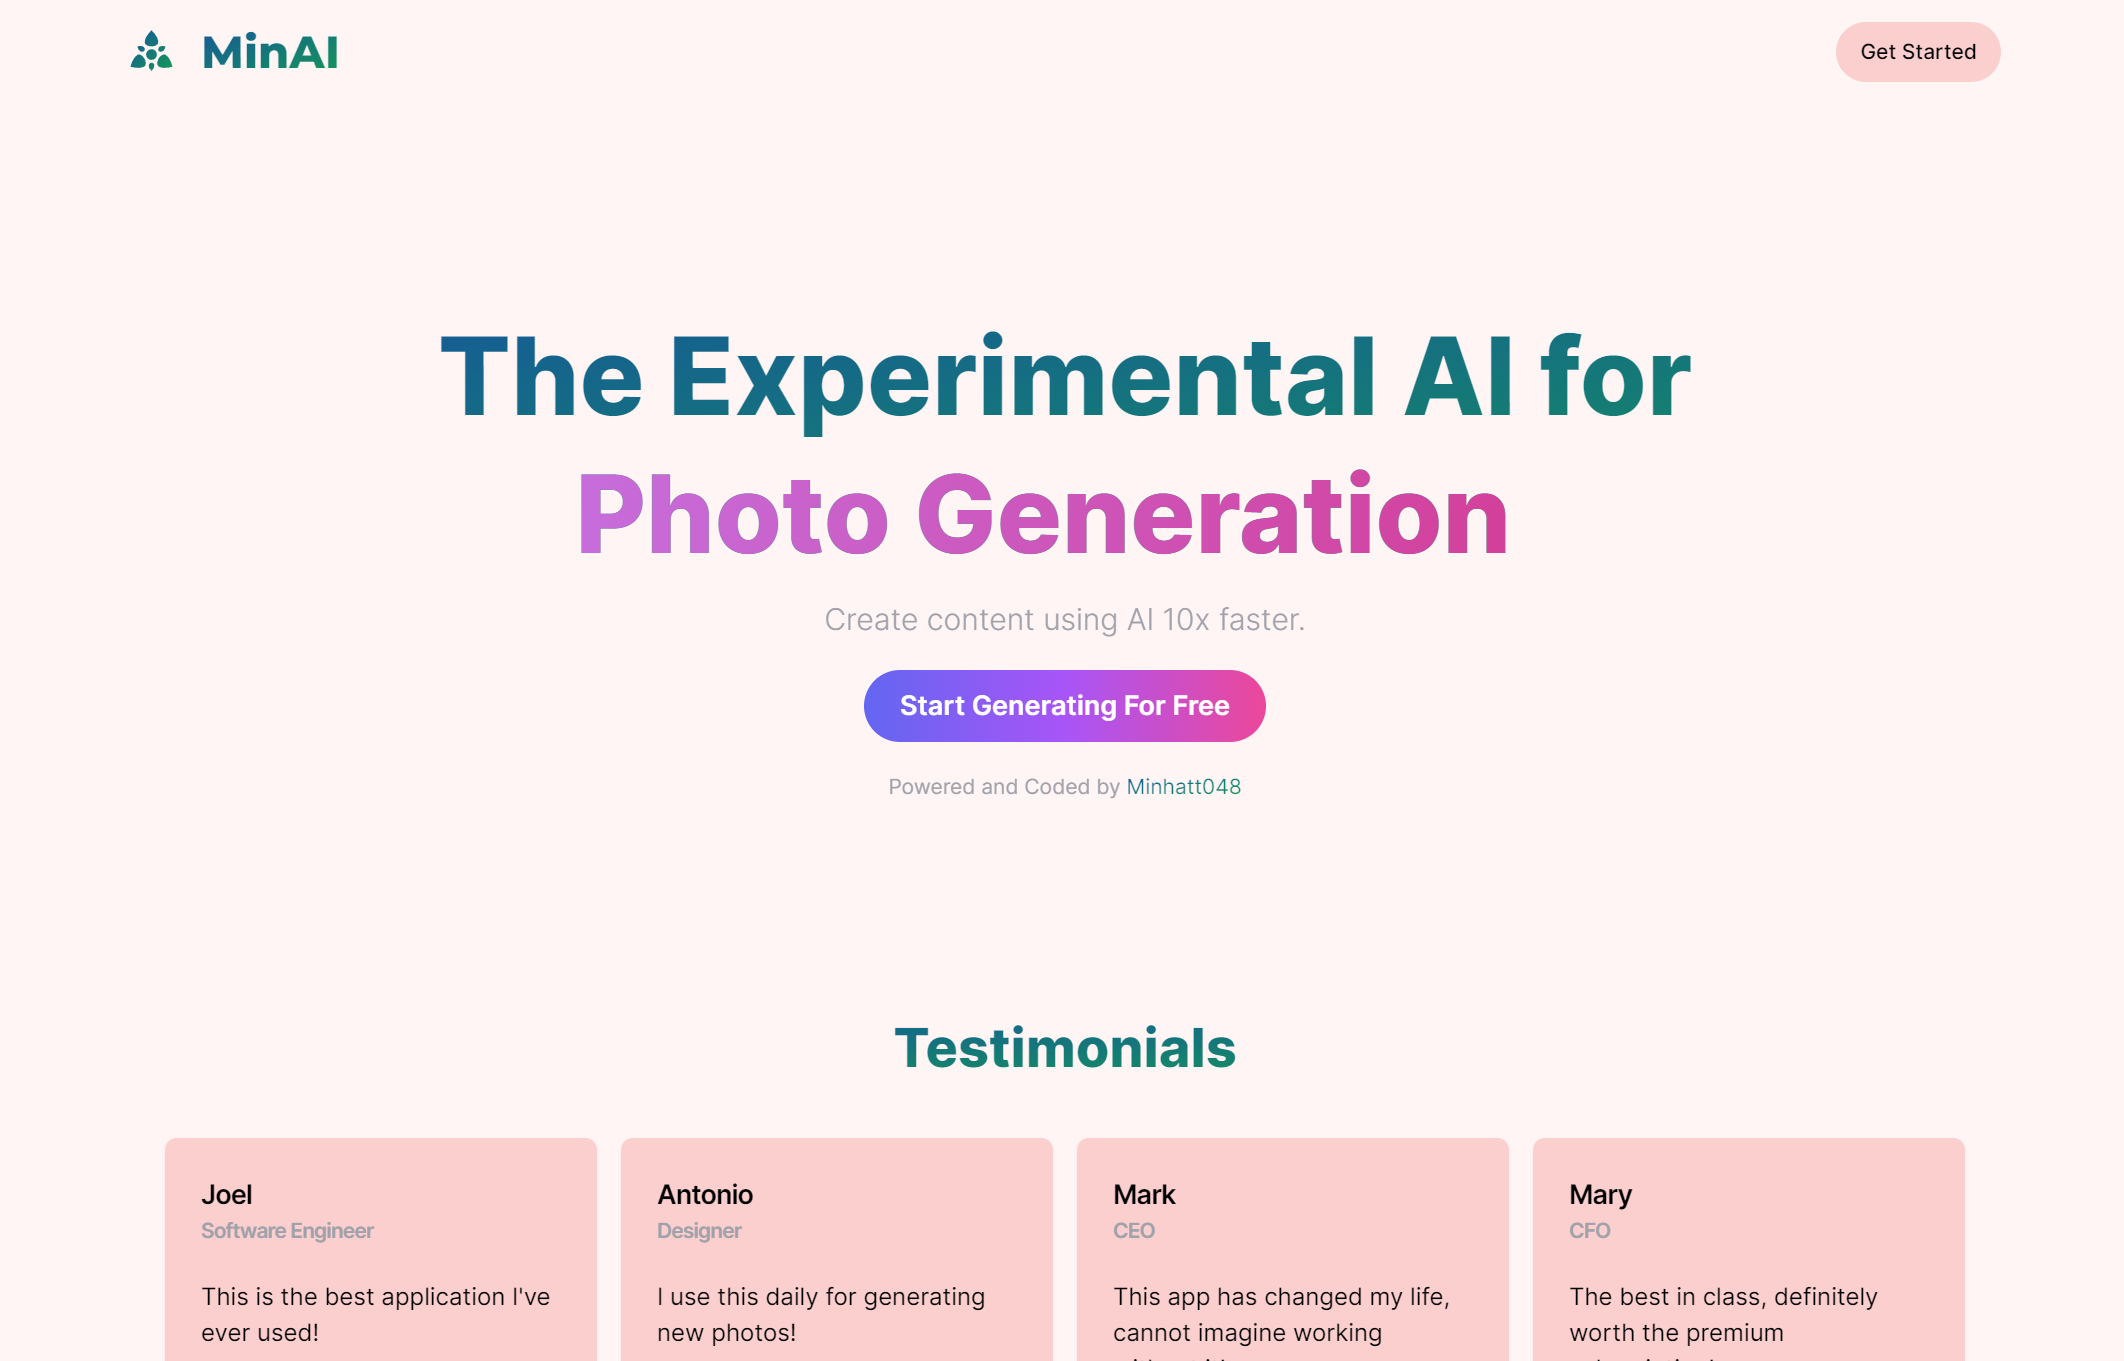 MinAI
Get Started
The Experimental AI for
Photo Generation
Create content using AI 10x faster.
Start Generating For Free
Powered and Coded by Minhatt048
Testimonials
Joel
Software Engineer
This is the best application I've
ever used!
Antonio
Designer
I use this daily for generating
new photos!
Mark
CEO
This app has changed my life,
cannot imagine working
Mary
CFO
The best in class, definitely
worth the premium